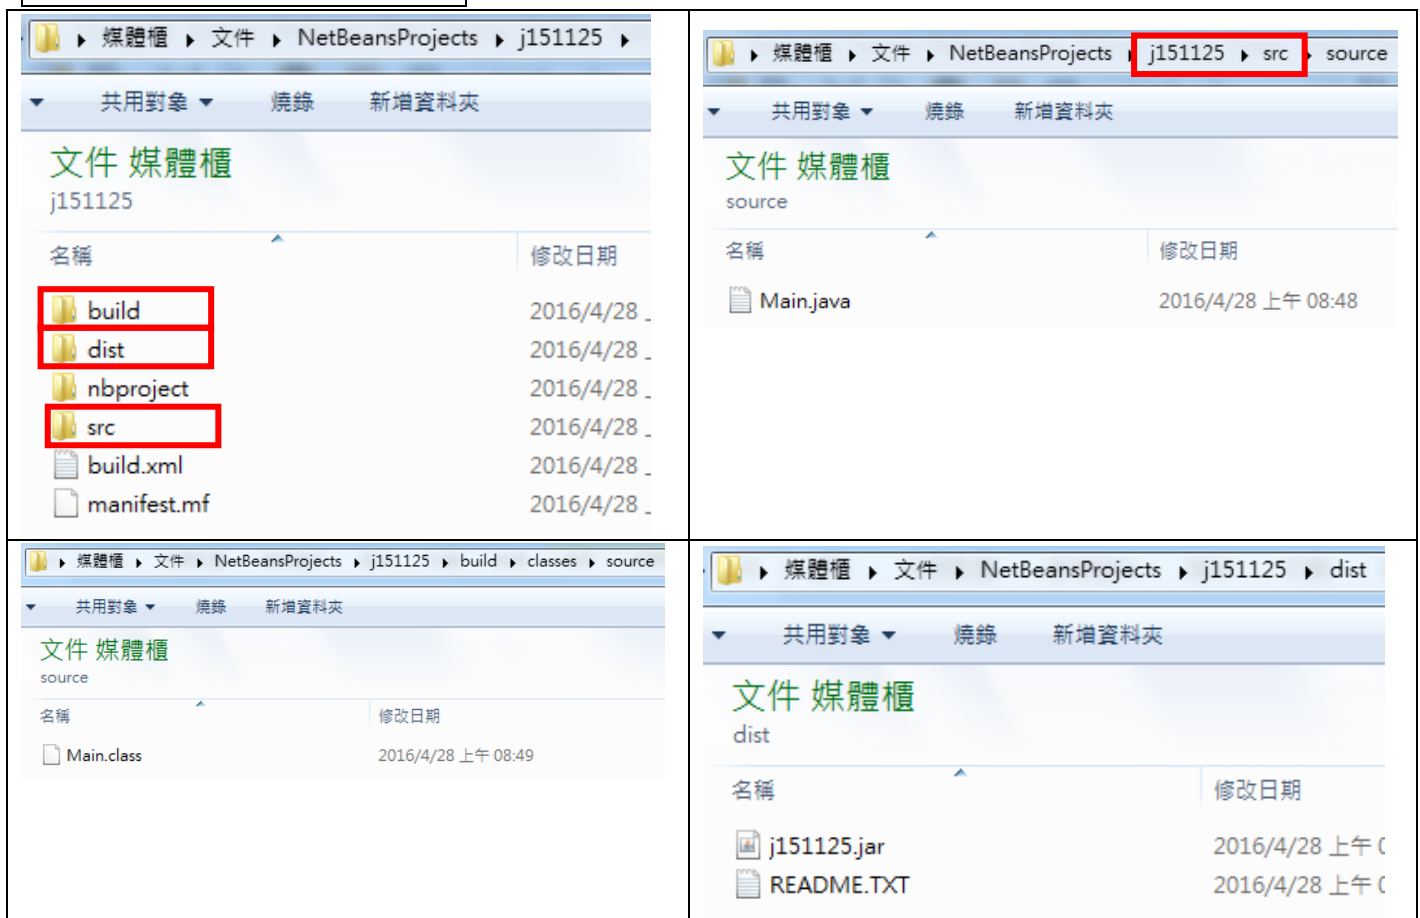 媒體櫃 ▸ 文件 ▸ NetBeansProjects ▸ j151125 ▸
共用對象 ▼ 燒錄 新增資料夾
文件 媒體櫃
j151125
名稱 修改日期
build 2016/4/28
dist 2016/4/28
nbproject 2016/4/28
src 2016/4/28
build.xml 2016/4/28
manifest.mf 2016/4/28
媒體櫃 ▸ 文件 ▸ NetBeansProjects ▸ j151125 ▸ src ▸ source
共用對象 ▼ 燒錄 新增資料夾
文件 媒體櫃
source
名稱 修改日期
Main.java 2016/4/28 上午 08:48
媒體櫃 ▸ 文件 ▸ NetBeansProjects ▸ j151125 ▸ build ▸ classes ▸ source
共用對象 ▼ 燒錄 新增資料夾
文件 媒體櫃
source
名稱 修改日期
Main.class 2016/4/28 上午 08:49
媒體櫃 ▸ 文件 ▸ NetBeansProjects ▸ j151125 ▸ dist
共用對象 ▼ 燒錄 新增資料夾
文件 媒體櫃
dist
名稱 修改日期
j151125.jar 2016/4/28 上午
README.TXT 2016/4/28 上午